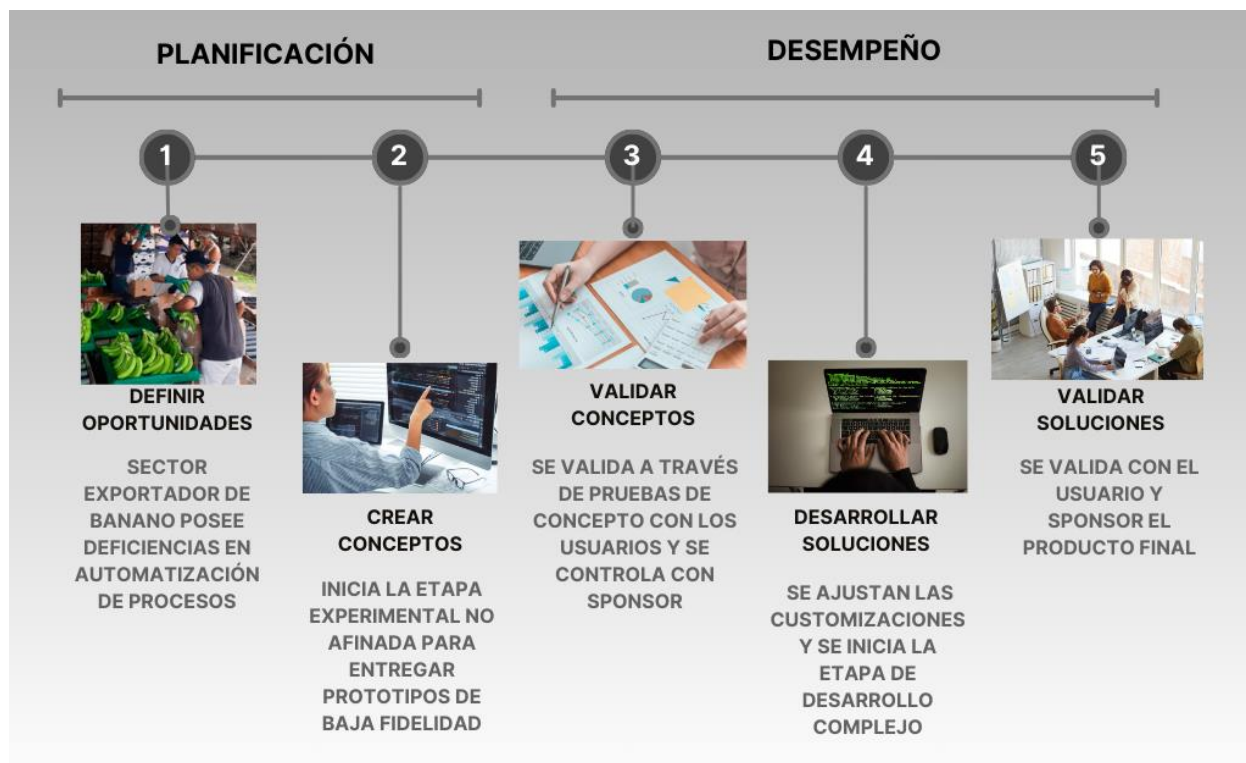 PLANIFICACIÓN
DESEMPEÑO
1
2
3
4
5
DEFINIR
OPORTUNIDADES
SECTOR
EXPORTADOR DE
BANANO POSEE
DEFICIENCIAS EN
AUTOMATIZACIÓN
DE PROCESOS
CREAR
CONCEPTOS
INICIA LA ETAPA
EXPERIMENTAL NO
AFINADA PARA
ENTREGAR
PROTOTIPOS DE
BAJA FIDELIDAD
VALIDAR
CONCEPTOS
SE VALIDA A TRAVÉS
DE PRUEBAS DE
CONCEPTO CON LOS
USUARIOS Y SE
CONTROLA CON
SPONSOR
DESARROLLAR
SOLUCIONES
SE AJUSTAN LAS
CUSTOMIZACIONES
Y SE INICIA LA
ETAPA DE
DESARROLLO
COMPLEJO
VALIDAR
SOLUCIONES
SE VALIDA CON EL
USUARIO Y
SPONSOR EL
PRODUCTO FINAL